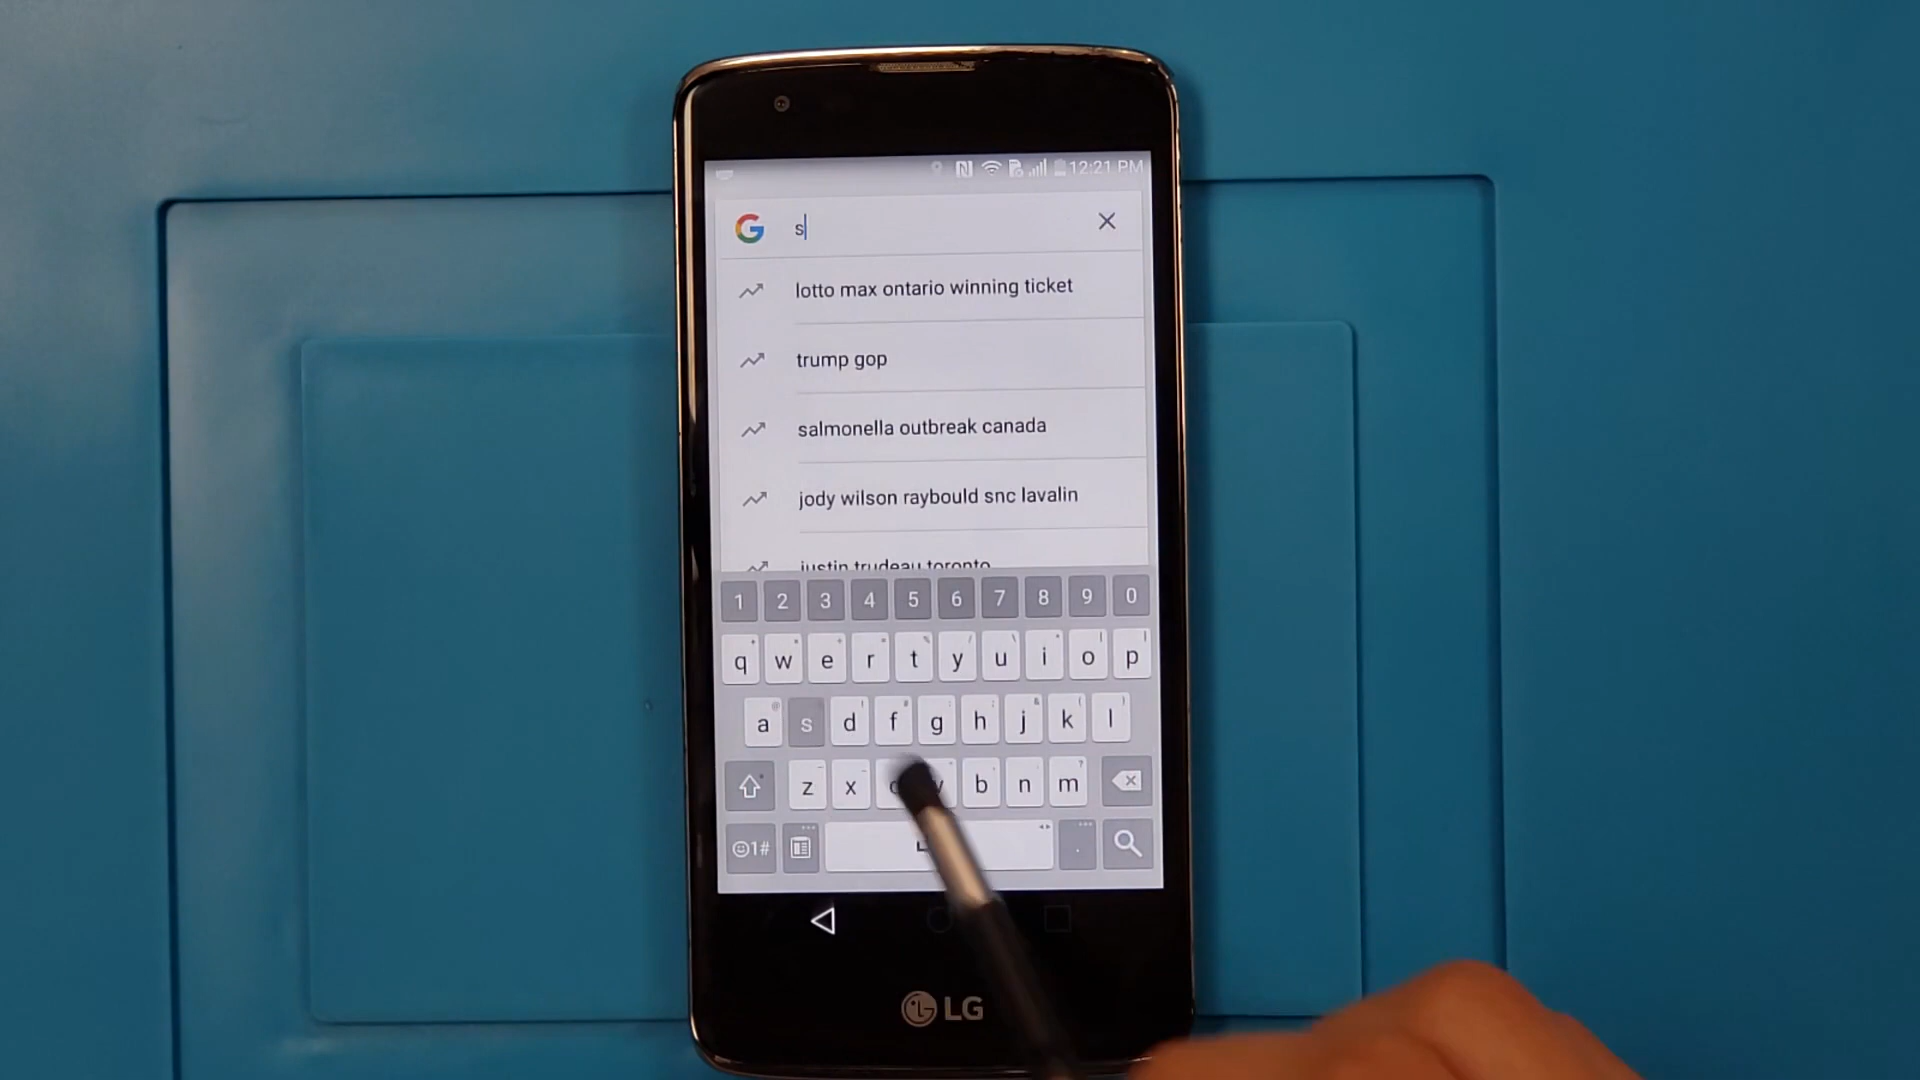 12:21 PM
G s
lotto max ontario winning ticket
trump gop
salmonella outbreak canada
jody wilson raybould snc lavalin
justin trudeau toronto
1 2 3 4 5 6 7 8 9 0
q w e r t y u i o p
a s d f g h j k l
z x c v b n m
1# .
LG